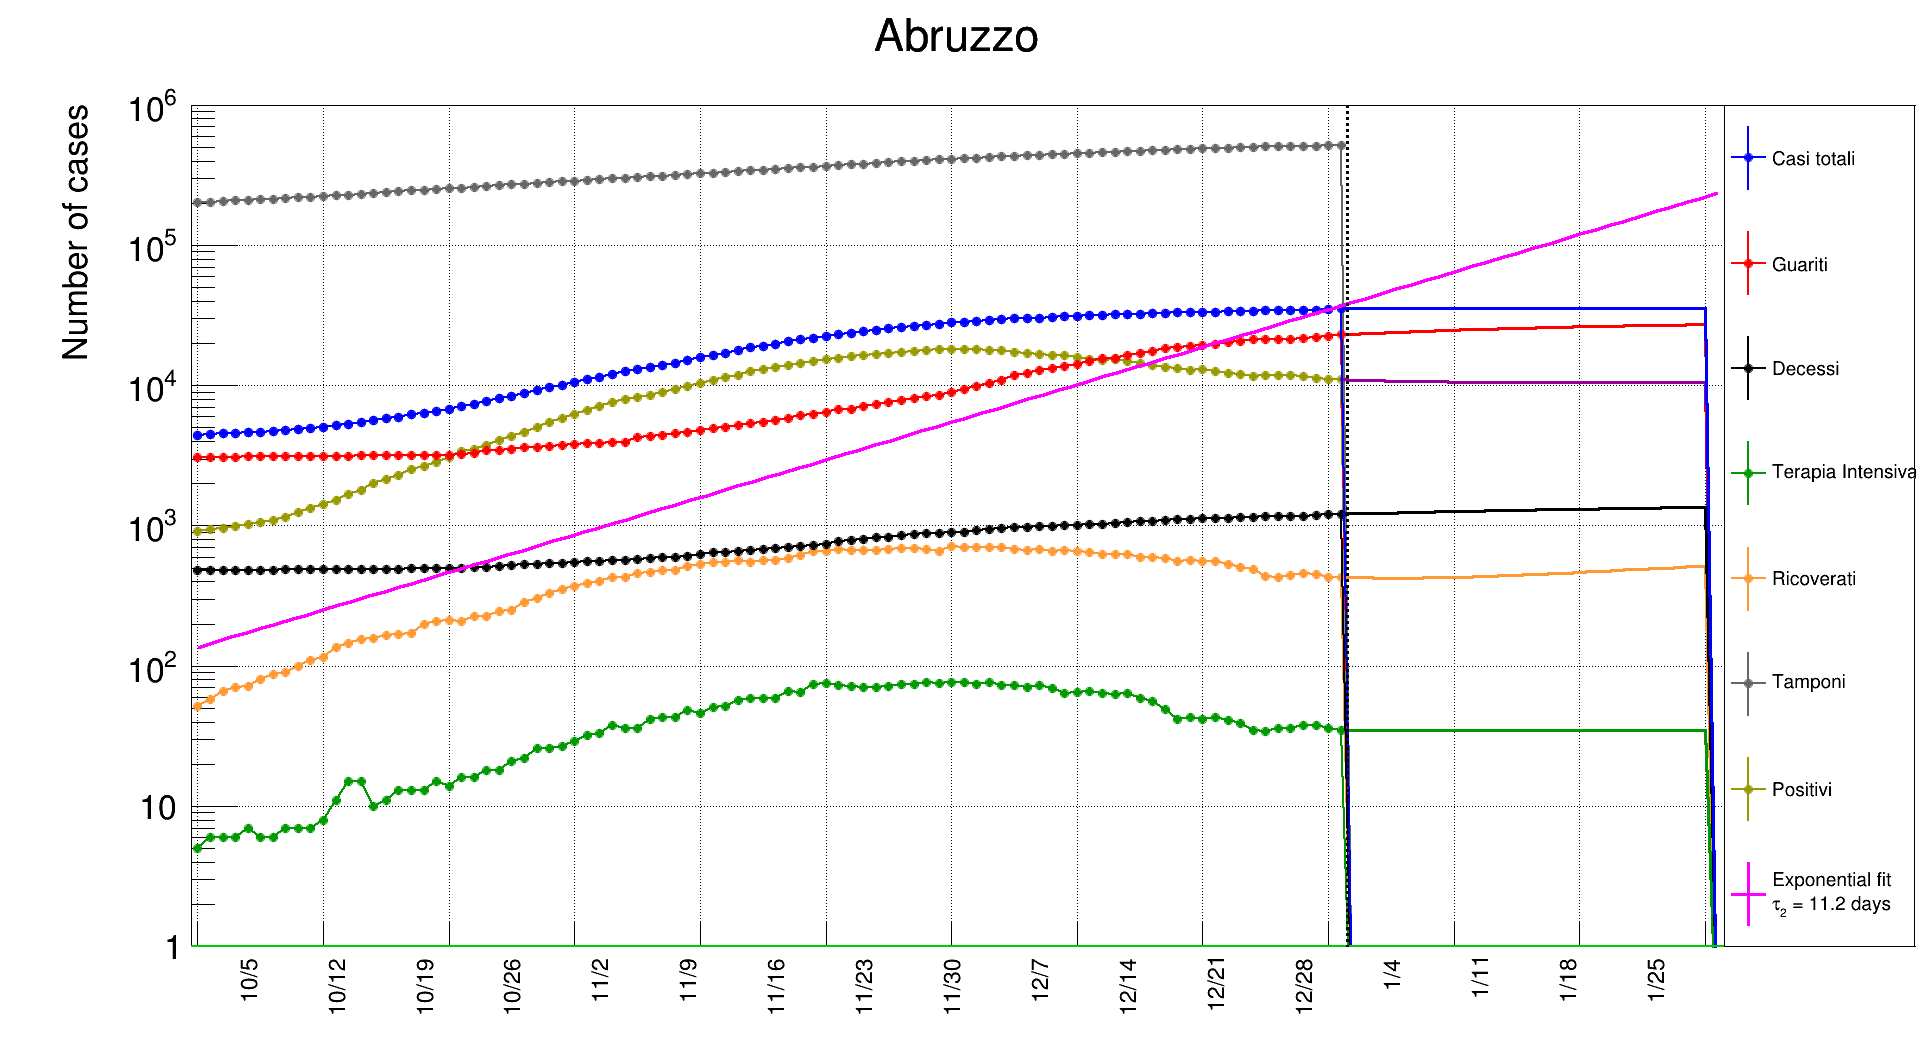 Abruzzo
Number of cases
10^6
10^5
10^4
10^3
10^2
10
1
10/5
10/12
10/19
10/26
11/2
11/9
11/16
11/23
11/30
12/7
12/14
12/21
12/28
1/4
1/11
1/18
1/25
Casi totali
Guariti
Decessi
Terapia Intensiva
Ricoverati
Tamponi
Positivi
Exponential fit
τ₂ = 11.2 days